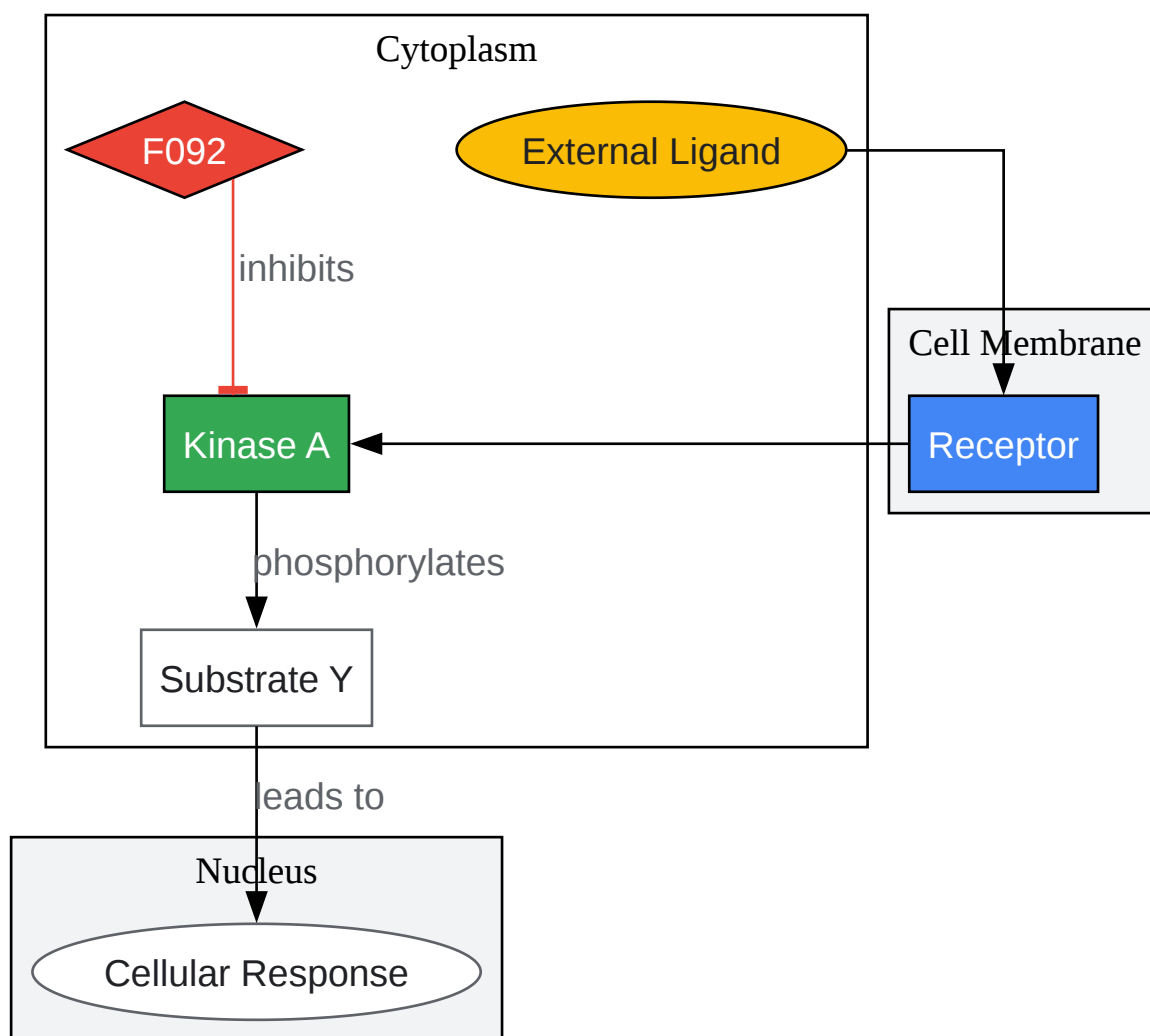 Cytoplasm
F092
External Ligand
inhibits
Cell Membrane
Kinase A
Receptor
phosphorylates
Substrate Y
leads to
Nucleus
Cellular Response